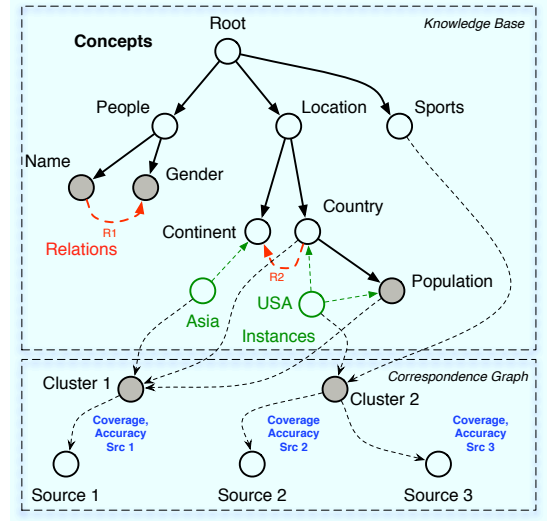 Root
Knowledge Base
Concepts
People
Location
Sports
Name
Gender
R1
Relations
Continent
Country
R2
Population
Asia
USA
Instances
Correspondence Graph
Cluster 1
Cluster 2
Coverage,
Accuracy
Src 1
Coverage
Accuracy
Src 2
Coverage,
Accuracy
Src 3
Source 1
Source 2
Source 3